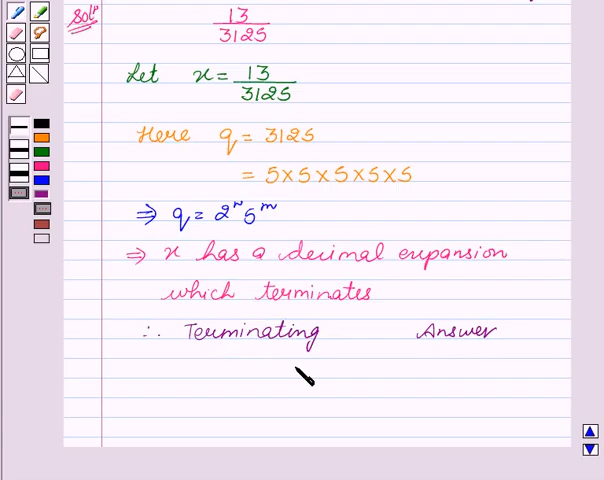 Solⁿ 13/3125
Let x = 13/3125
Here q = 3125
= 5×5×5×5×5
⇒ q = 2ⁿ5ᵐ
⇒ x has a decimal expansion
which terminates
∴ Terminating Answer